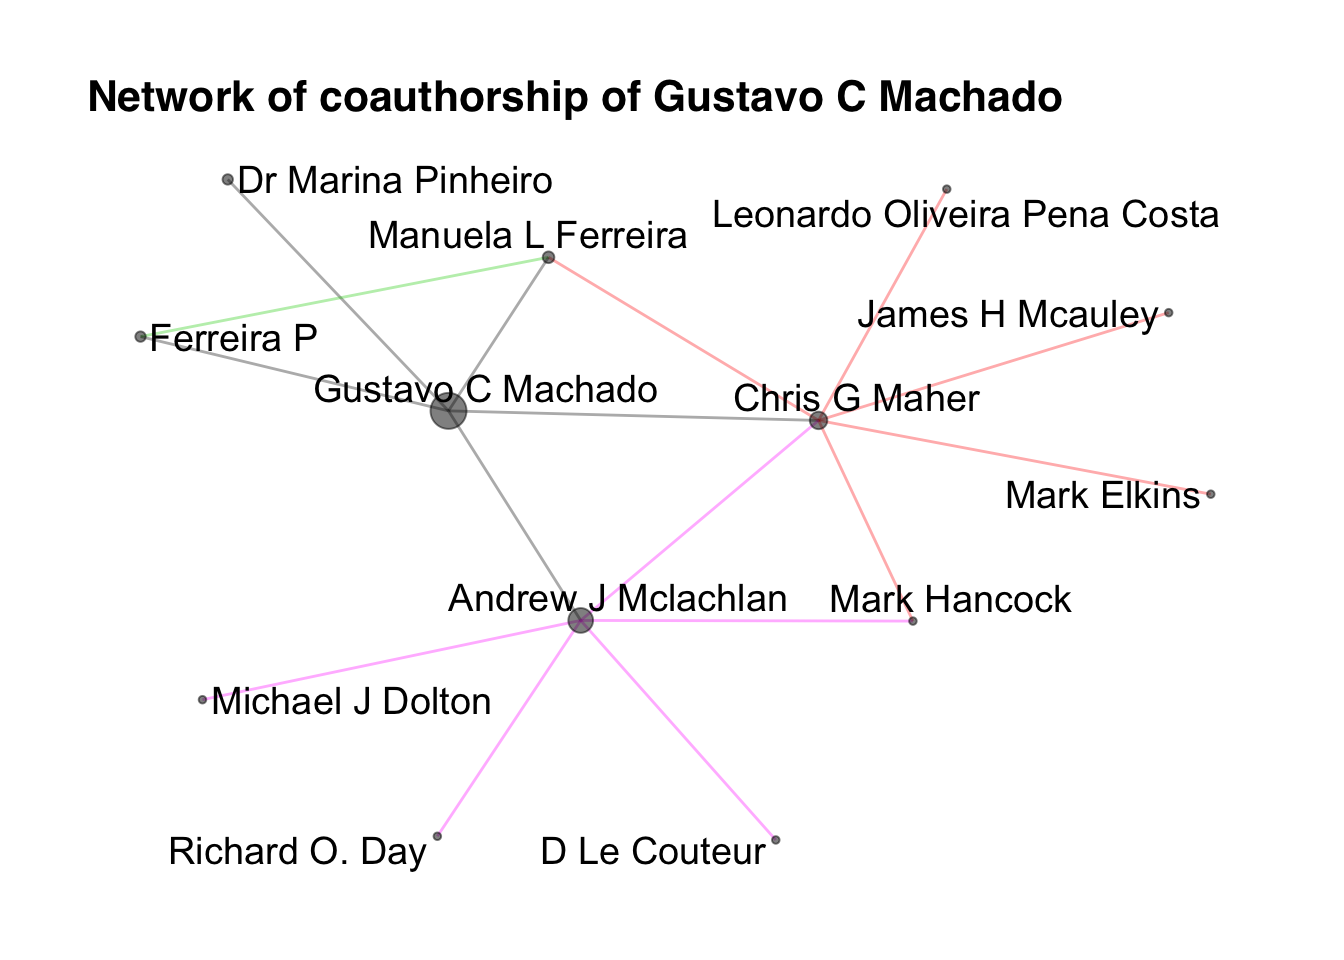 Network of coauthorship of Gustavo C Machado
Dr Marina Pinheiro
Leonardo Oliveira Pena Costa
Manuela L Ferreira
James H Mcauley
Ferreira P
Gustavo C Machado
Chris G Maher
Mark Elkins
Andrew J Mclachlan
Mark Hancock
Michael J Dolton
Richard O. Day
D Le Couteur